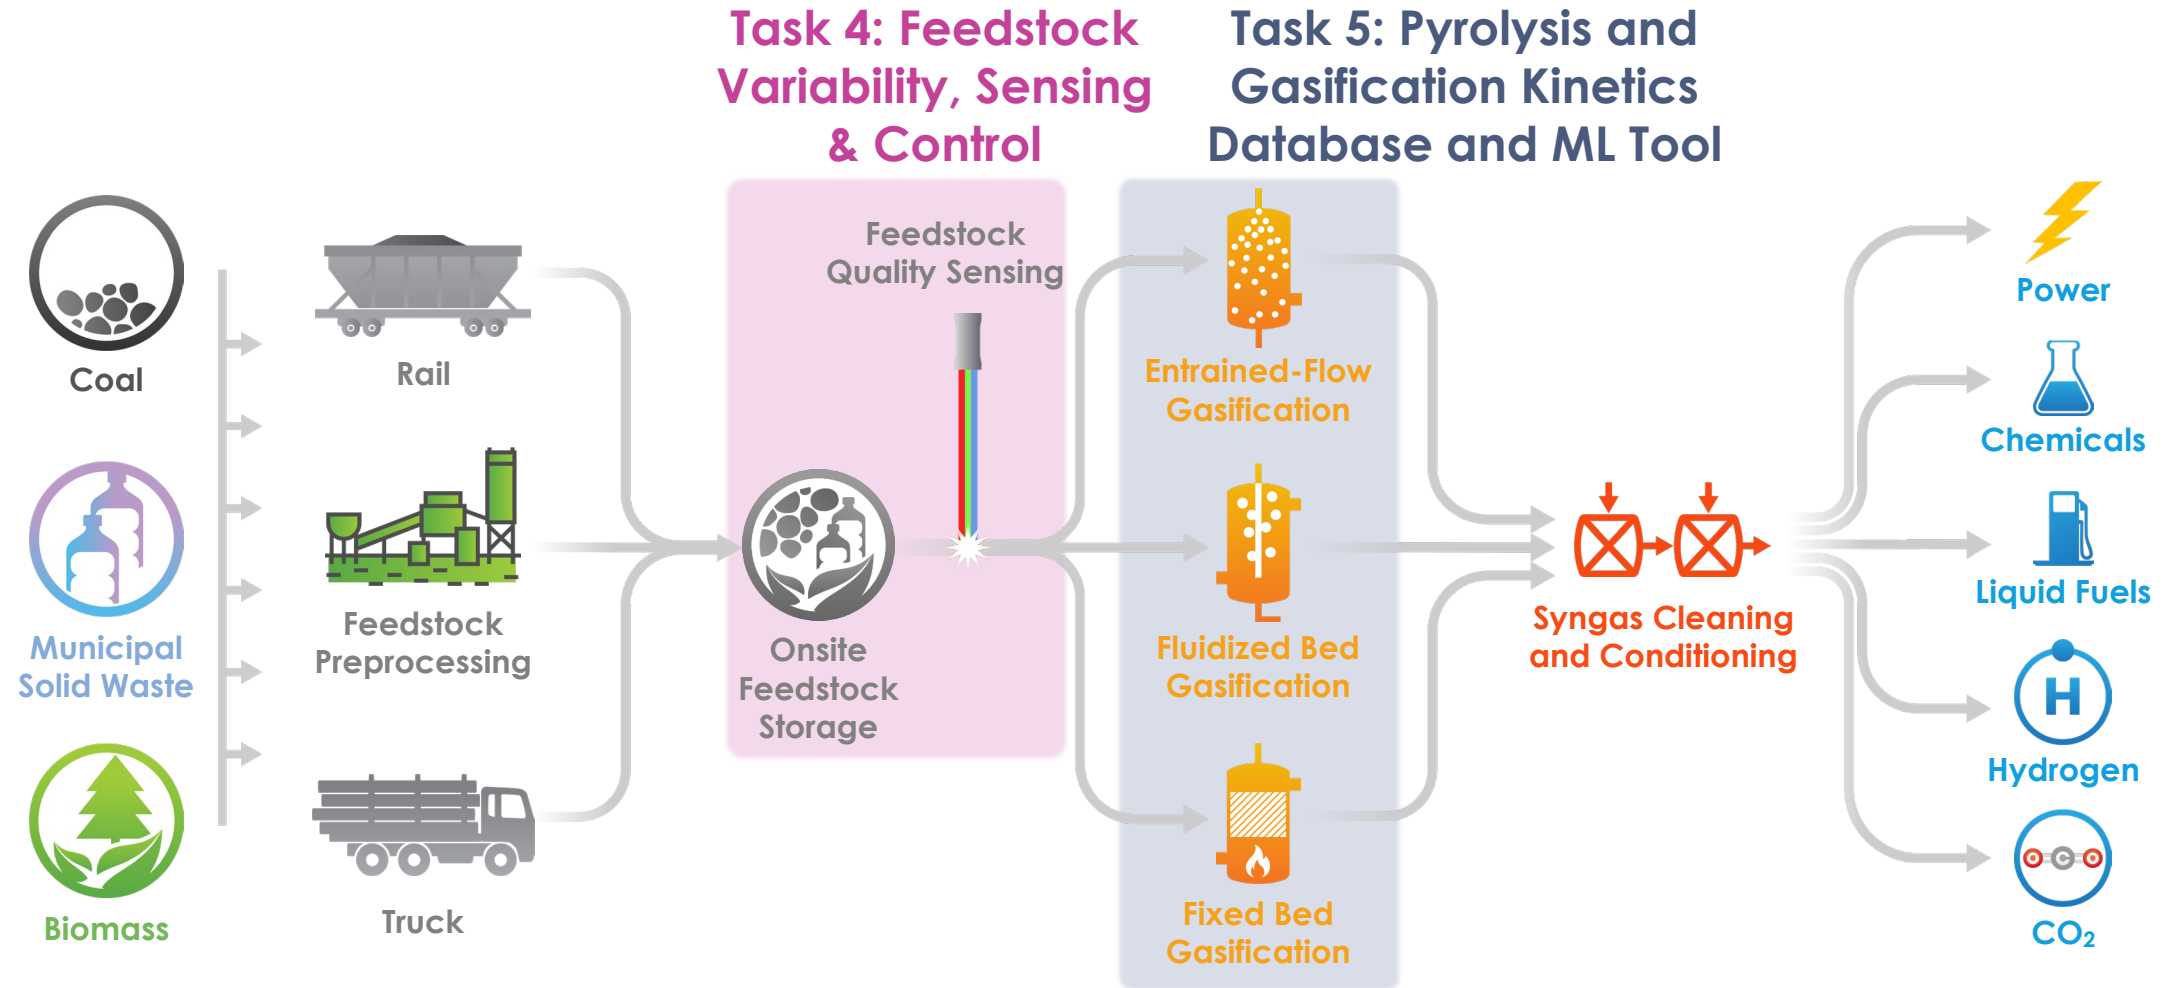 Task 4: Feedstock
Variability, Sensing
& Control
Task 5: Pyrolysis and
Gasification Kinetics
Database and ML Tool
Coal
Municipal
Solid Waste
Biomass
Rail
Feedstock
Preprocessing
Truck
Feedstock
Quality Sensing
Onsite
Feedstock
Storage
Entrained-Flow
Gasification
Fluidized Bed
Gasification
Fixed Bed
Gasification
Syngas Cleaning
and Conditioning
Power
Chemicals
Liquid Fuels
H
Hydrogen
C
CO₂